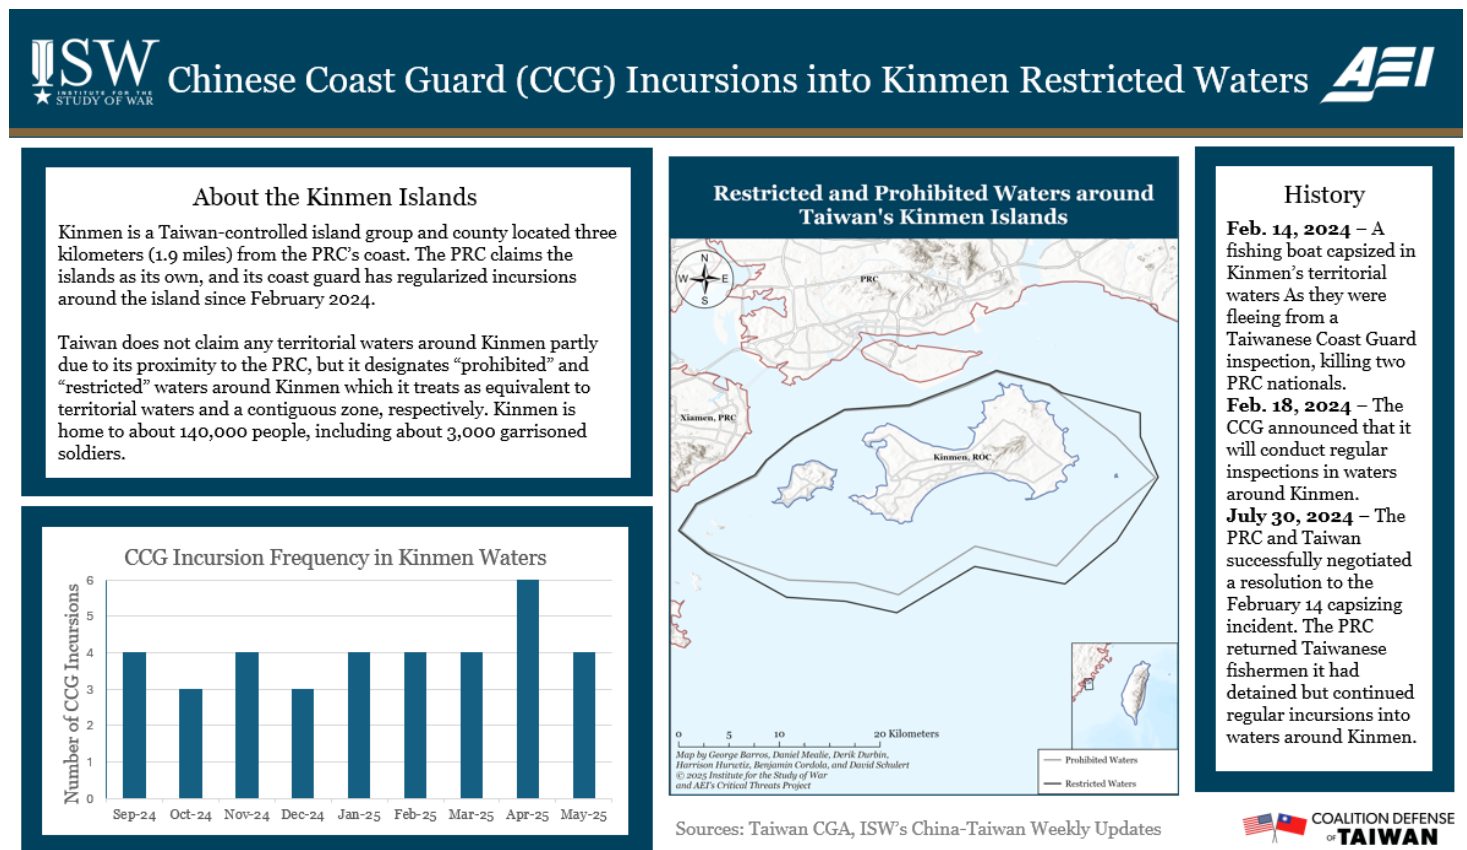 ISW
INSTITUTE FOR THE
STUDY OF WAR
Chinese Coast Guard (CCG) Incursions into Kinmen Restricted Waters
AEI
About the Kinmen Islands
Kinmen is a Taiwan-controlled island group and county located three
kilometers (1.9 miles) from the PRC's coast. The PRC claims the
islands as its own, and its coast guard has regularized incursions
around the island since February 2024.
Taiwan does not claim any territorial waters around Kinmen partly
due to its proximity to the PRC, but it designates “prohibited” and
“restricted” waters around Kinmen which it treats as equivalent to
territorial waters and a contiguous zone, respectively. Kinmen is
home to about 140,000 people, including about 3,000 garrisoned
soldiers.
CCG Incursion Frequency in Kinmen Waters
Number of CCG Incursions
6
5
4
3
2
1
0
Sep-24 Oct-24 Nov-24 Dec-24 Jan-25 Feb-25 Mar-25 Apr-25 May-25
Restricted and Prohibited Waters around
Taiwan's Kinmen Islands
N
W E
S
PRC
Xiamen, PRC
Kinmen, ROC
0 5 10 20 Kilometers
Map by George Barros, Daniel Mealie, Derik Durbin,
Harrison Hurwitz, Benjamin Cordola, and David Schulert
© 2025 Institute for the Study of War
and AEI's Critical Threats Project
Prohibited Waters
Restricted Waters
Sources: Taiwan CGA, ISW's China-Taiwan Weekly Updates
History
Feb. 14, 2024 – A
fishing boat capsized in
Kinmen's territorial
waters As they were
fleeing from a
Taiwanese Coast Guard
inspection, killing two
PRC nationals.
Feb. 18, 2024 – The
CCG announced that it
will conduct regular
inspections in waters
around Kinmen.
July 30, 2024 – The
PRC and Taiwan
successfully negotiated
a resolution to the
February 14 capsizing
incident. The PRC
returned Taiwanese
fishermen it had
detained but continued
regular incursions into
waters around Kinmen.
COALITION DEFENSE
OF TAIWAN